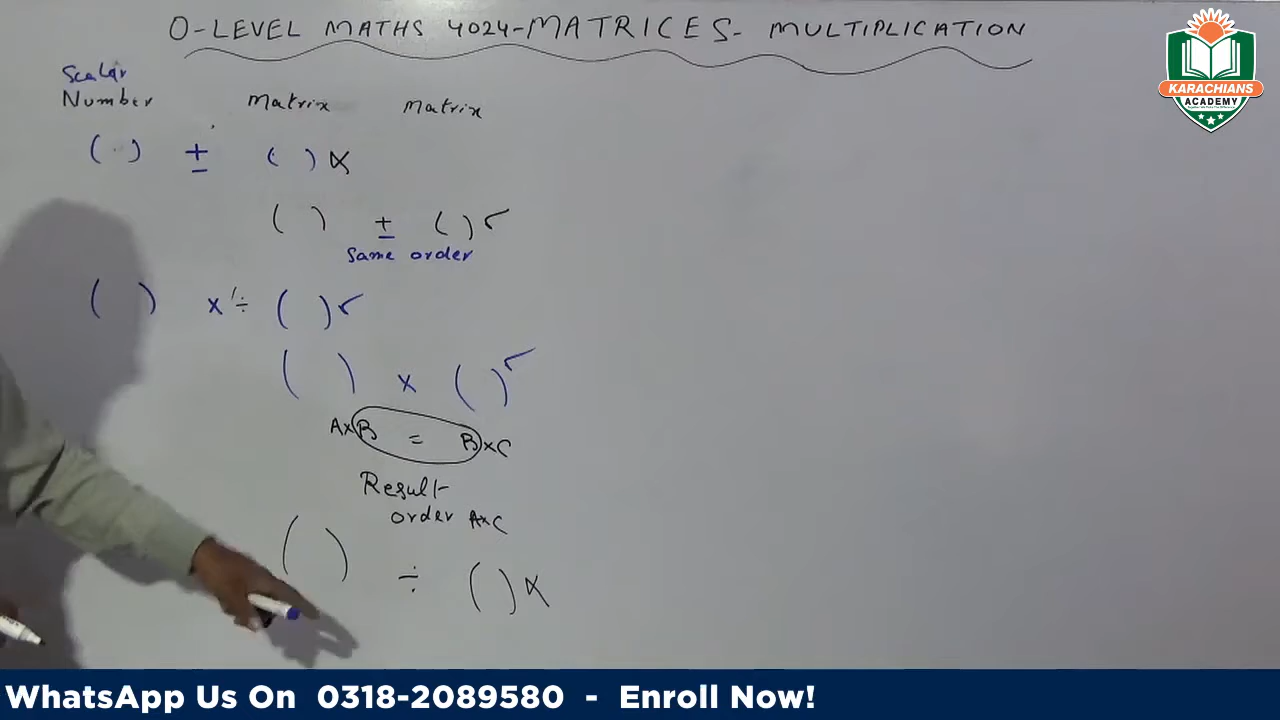 O-LEVEL MATHS 4024-MATRICES- MULTIPLICATION
KARACHIANS
ACADEMY
Scalar
Number Matrix Matrix
( ) ± ( ) ×
( ) ± ( ) ✓
Same order
( ) × / ÷ ( ) ✓
( ) × ( ) ✓
A×B = B×C
Result
order A×C
( ) ÷ ( ) ×
WhatsApp Us On 0318-2089580 - Enroll Now!